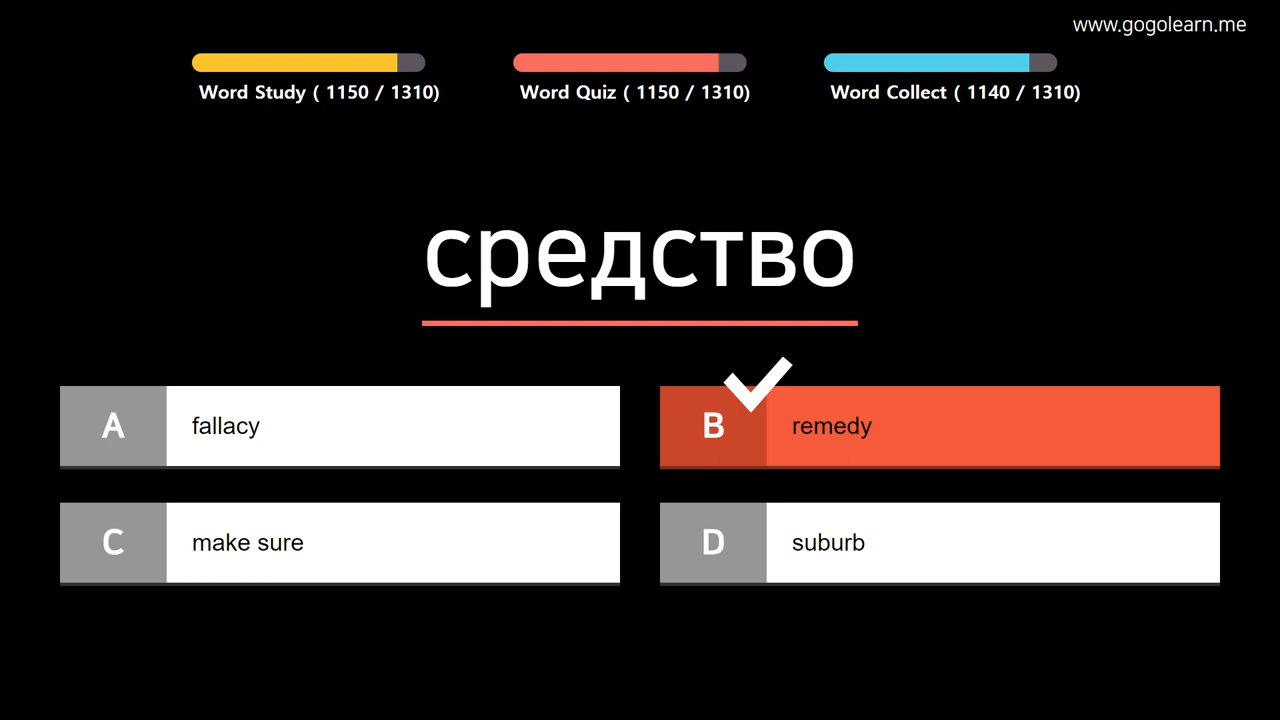 www.gogolearn.me
Word Study ( 1150 / 1310)
Word Quiz ( 1150 / 1310)
Word Collect ( 1140 / 1310)
средство
A fallacy
B remedy
C make sure
D suburb